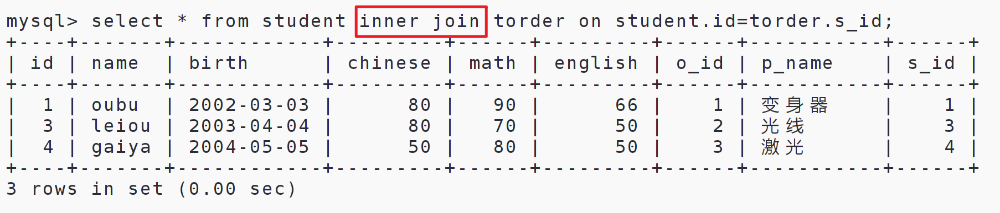 mysql> select * from student inner join torder on student.id=torder.s_id;
+----+-------+------------+---------+------+---------+------+-----------+------+
| id | name  | birth      | chinese | math | english | o_id | p_name    | s_id |
+----+-------+------------+---------+------+---------+------+-----------+------+
|  1 | oubu  | 2002-03-03 |      80 |   90 |      66 |    1 | 变身器    |    1 |
|  3 | leiou | 2003-04-04 |      80 |   70 |      50 |    2 | 光线      |    3 |
|  4 | gaiya | 2004-05-05 |      50 |   80 |      50 |    3 | 激光      |    4 |
+----+-------+------------+---------+------+---------+------+-----------+------+
3 rows in set (0.00 sec)